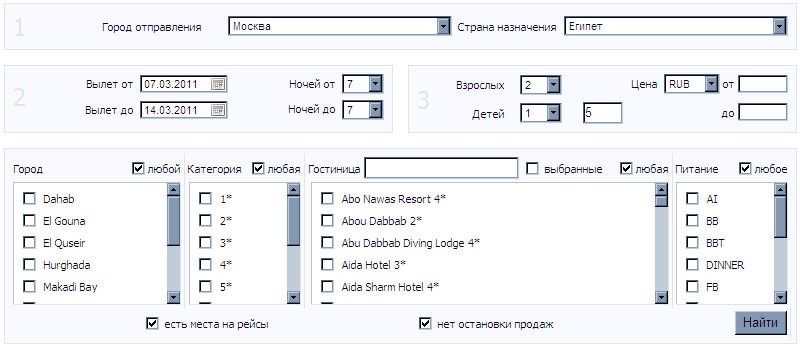 1 Город отправления Москва Страна назначения Египет
2 Вылет от 07.03.2011 Ночей от 7
Вылет до 14.03.2011 Ночей до 7
3 Взрослых 2 Цена RUB от
Детей 1 5 до
Город любой Категория любая Гостиница выбранные любая Питание любое
Dahab 1* Abo Nawas Resort 4* AI
El Gouna 2* Abou Dabbab 2* BB
El Quseir 3* Abu Dabbab Diving Lodge 4* BBT
Hurghada 4* Aida Hotel 3* DINNER
Makadi Bay 5* Aida Sharm Hotel 4* FB
есть места на рейсы нет остановки продаж Найти